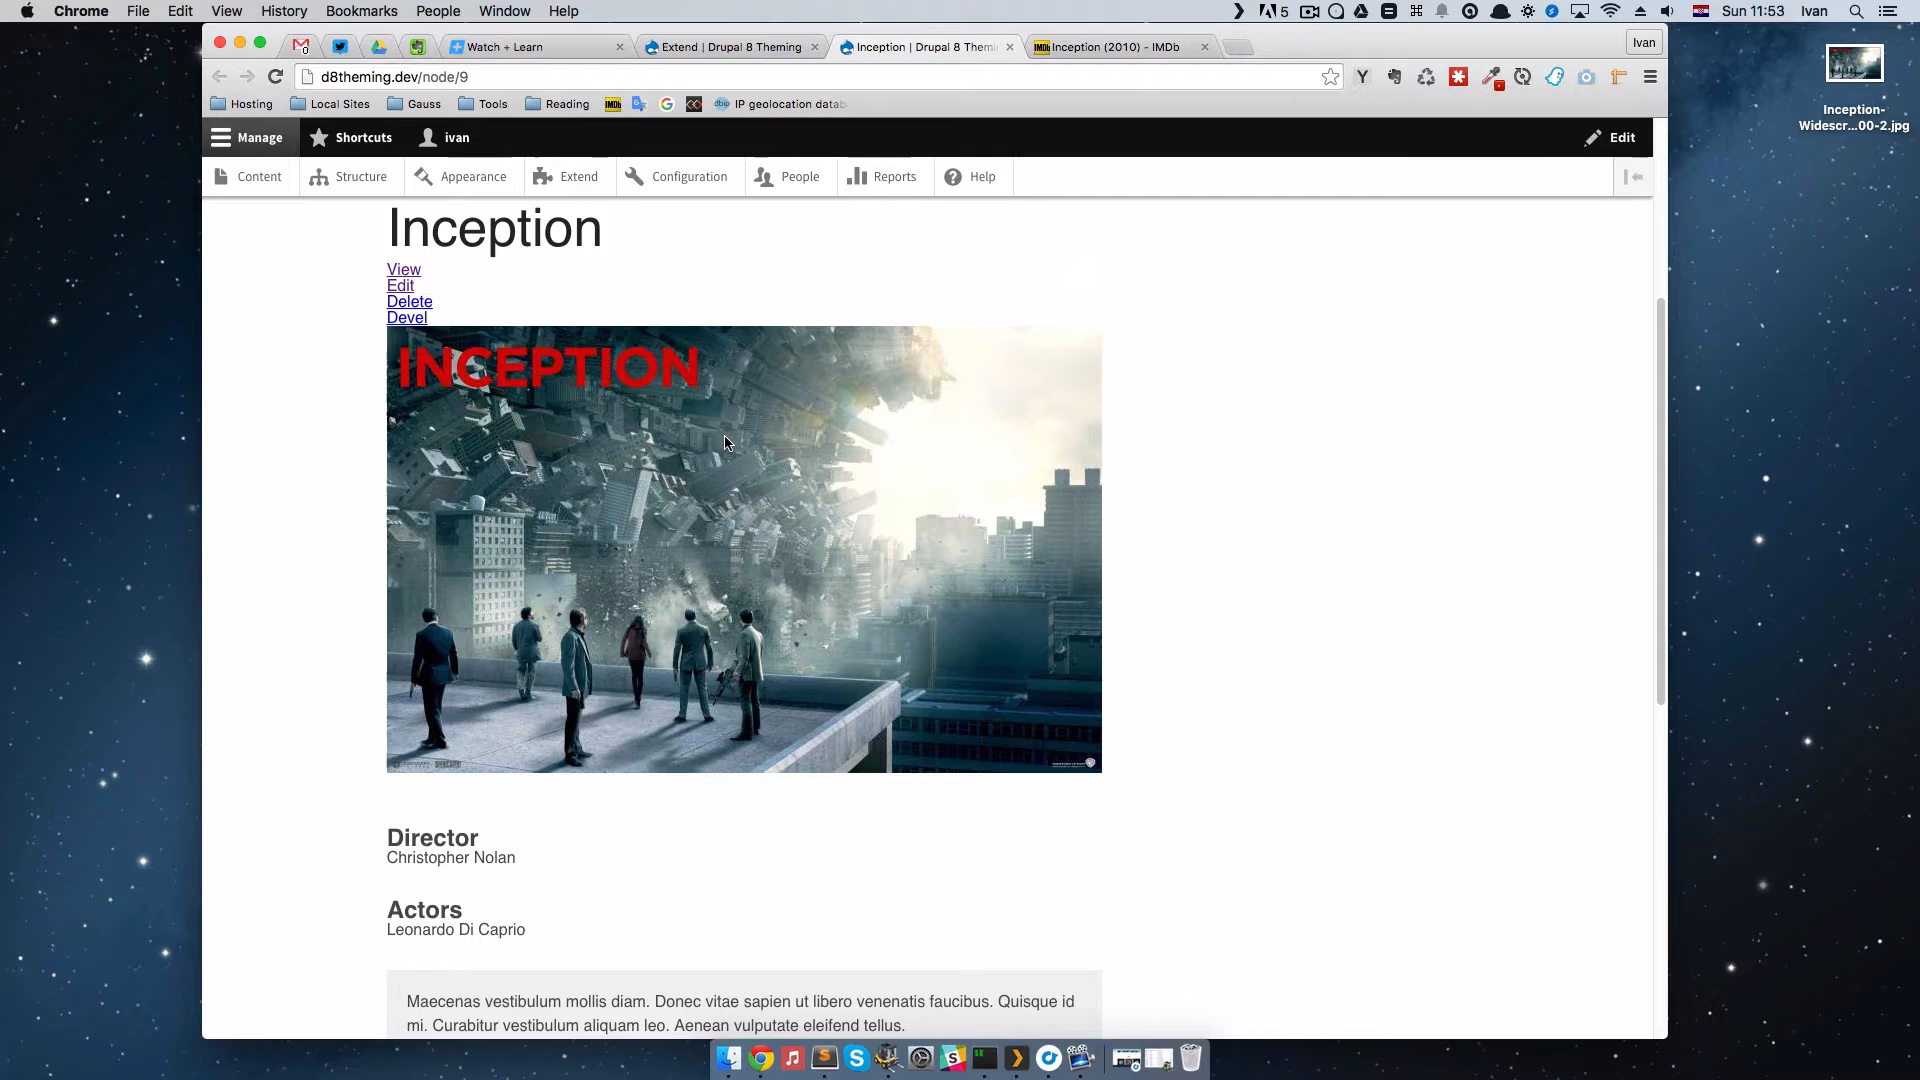 Chrome File Edit View History Bookmarks People Window Help
5 Sun 11:53 Ivan
Watch + Learn
Extend | Drupal 8 Theming
Inception | Drupal 8 Themi
IMDb Inception (2010) - IMDb
Ivan
d8theming.dev/node/9
Hosting Local Sites Gauss Tools Reading IMDb dbip IP geolocation datab
Manage Shortcuts ivan Edit
Content Structure Appearance Extend Configuration People Reports Help
Inception-
Widescr...00-2.jpg
Inception
View
Edit
Delete
Devel
INCEPTION
Director
Christopher Nolan
Actors
Leonardo Di Caprio
Maecenas vestibulum mollis diam. Donec vitae sapien ut libero venenatis faucibus. Quisque id
mi. Curabitur vestibulum aliquam leo. Aenean vulputate eleifend tellus.